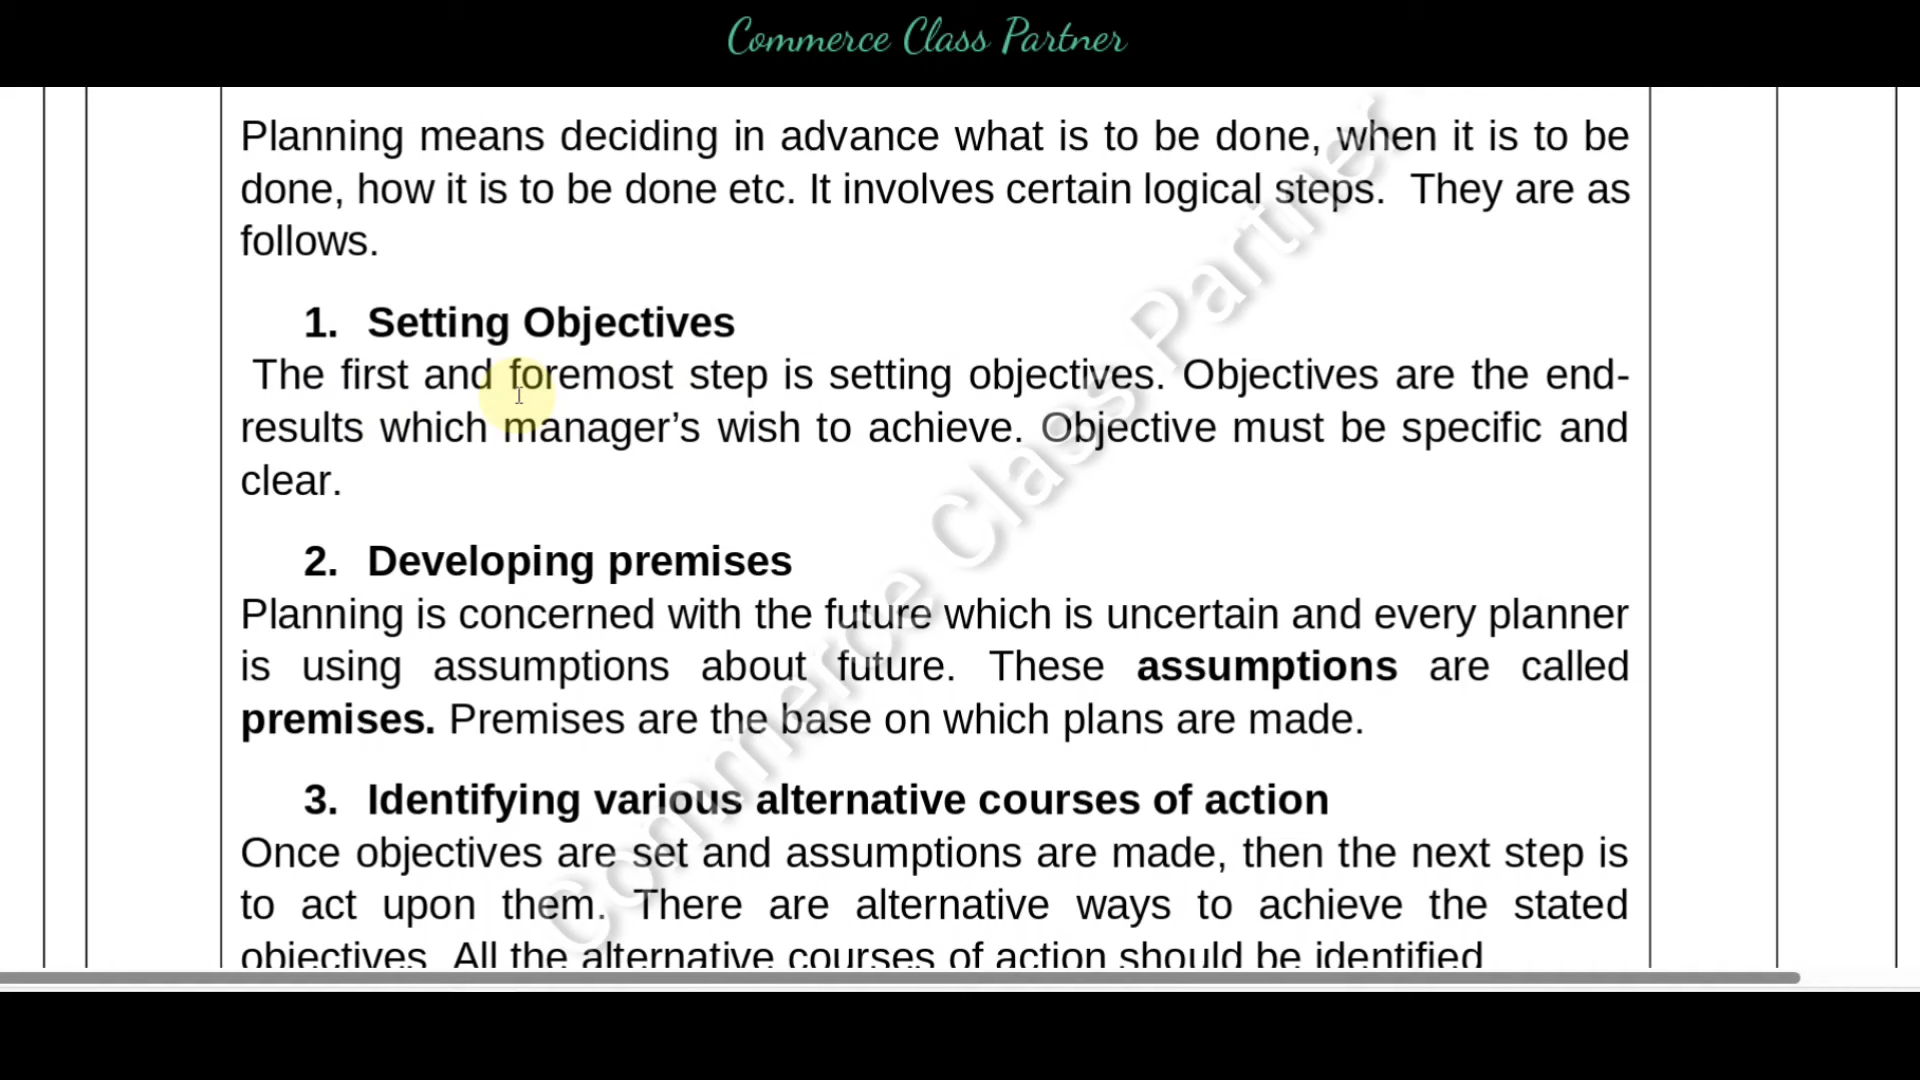 Commerce Class Partner
Planning means deciding in advance what is to be done, when it is to be
done, how it is to be done etc. It involves certain logical steps.  They are as
follows.
1. Setting Objectives
The first and foremost step is setting objectives. Objectives are the end-
results which manager’s wish to achieve. Objective must be specific and
clear.
2. Developing premises
Planning is concerned with the future which is uncertain and every planner
is using assumptions about future. These assumptions are called
premises. Premises are the base on which plans are made.
3. Identifying various alternative courses of action
Once objectives are set and assumptions are made, then the next step is
to act upon them. There are alternative ways to achieve the stated
objectives. All the alternative courses of action should be identified
Commerce Class Partner